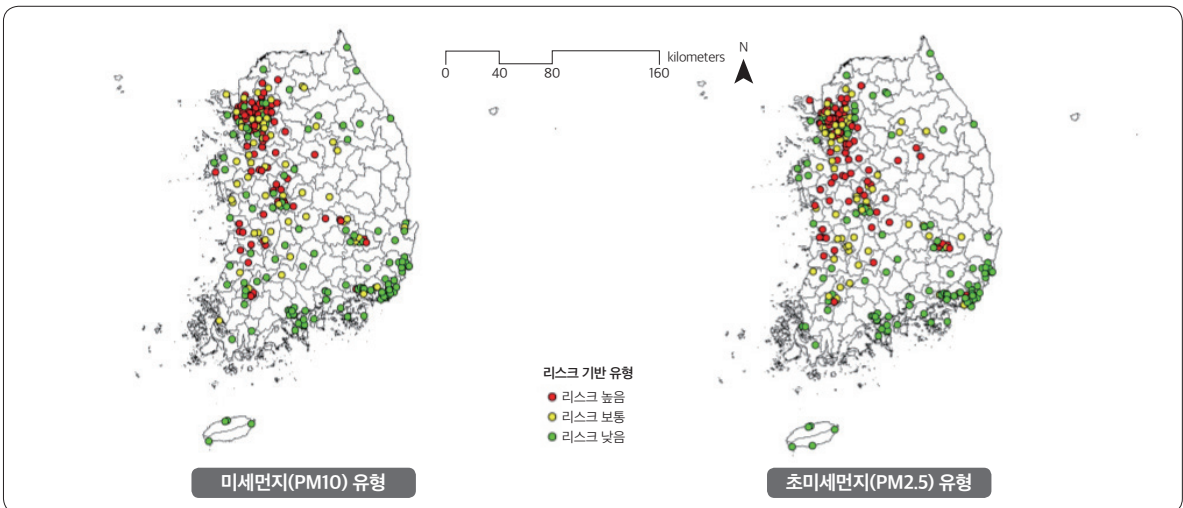 kilometers
0 40 80 160
N
리스크 기반 유형
리스크 높음
리스크 보통
리스크 낮음
미세먼지(PM10) 유형
초미세먼지(PM2.5) 유형